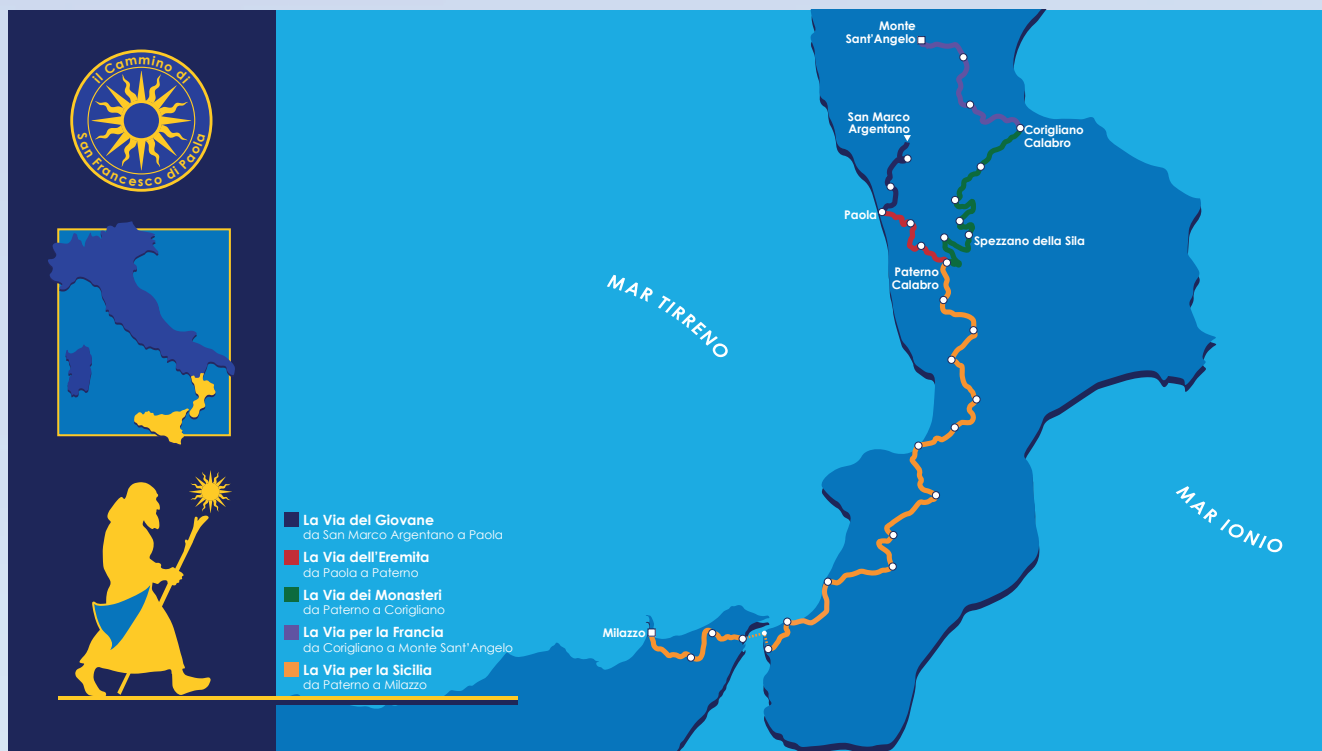 il Cammino di
San Francesco di Paola
Monte
Sant'Angelo
San Marco
Argentano
Corigliano
Calabro
Paola
Spezzano della Sila
Paterno
Calabro
MAR TIRRENO
MAR IONIO
La Via del Giovane
da San Marco Argentano a Paola
La Via dell'Eremita
da Paola a Paterno
La Via dei Monasteri
da Paterno a Corigliano
La Via per la Francia
da Corigliano a Monte Sant'Angelo
La Via per la Sicilia
da Paterno a Milazzo
Milazzo